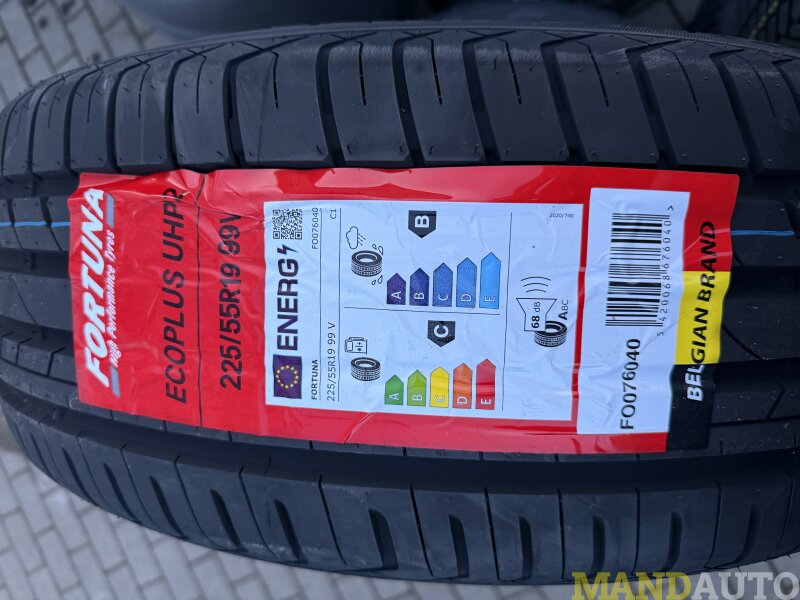 FORTUNA
High Performance Tyres
ECOPLUS UHP2
225/55R19 99V
ENERG
FORTUNA
225/55R19 99 V
FO076040
C1
B
A B C D E
C
A B C D E
2020/740
68 dB
ABC
5 420068 676040 >
FO076040
BELGIAN BRAND
MANDAUTO